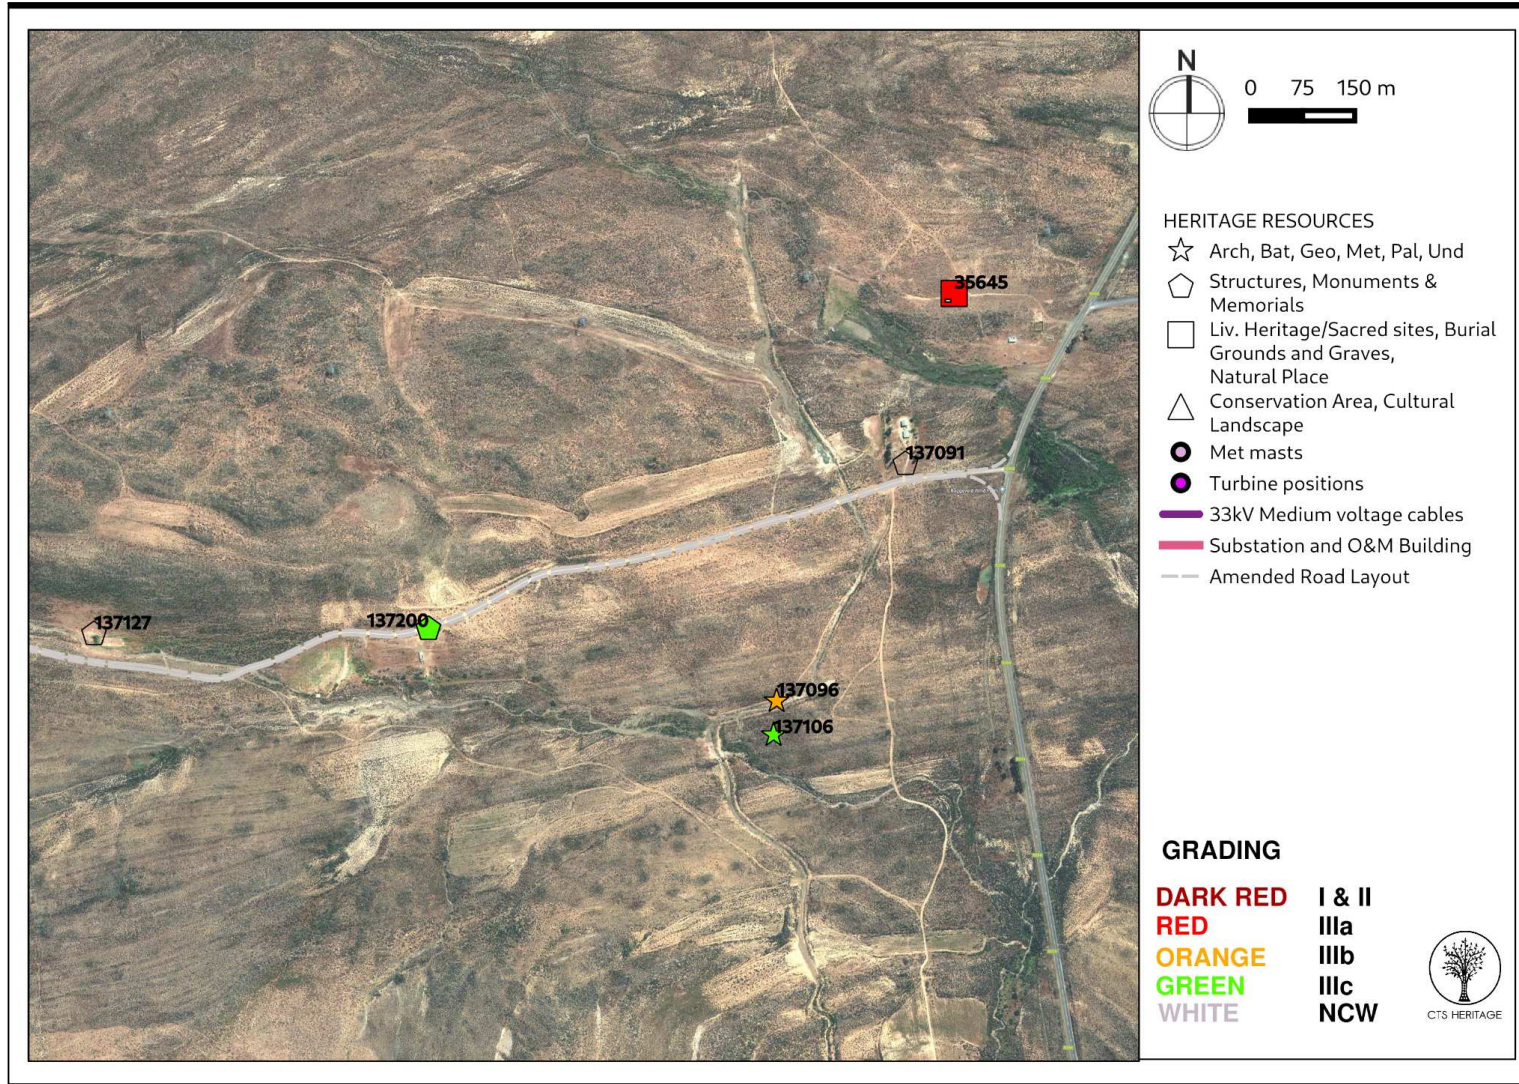 N
0 75 150 m
HERITAGE RESOURCES
Arch, Bat, Geo, Met, Pal, Und
Structures, Monuments &
Memorials
Liv. Heritage/Sacred sites, Burial
Grounds and Graves,
Natural Place
Conservation Area, Cultural
Landscape
Met masts
Turbine positions
33kV Medium voltage cables
Substation and O&M Building
Amended Road Layout
35645
137091
137127
137200
137096
137106
GRADING
DARK RED I & II
RED IIIa
ORANGE IIIb
GREEN IIIc
WHITE NCW
CTS HERITAGE